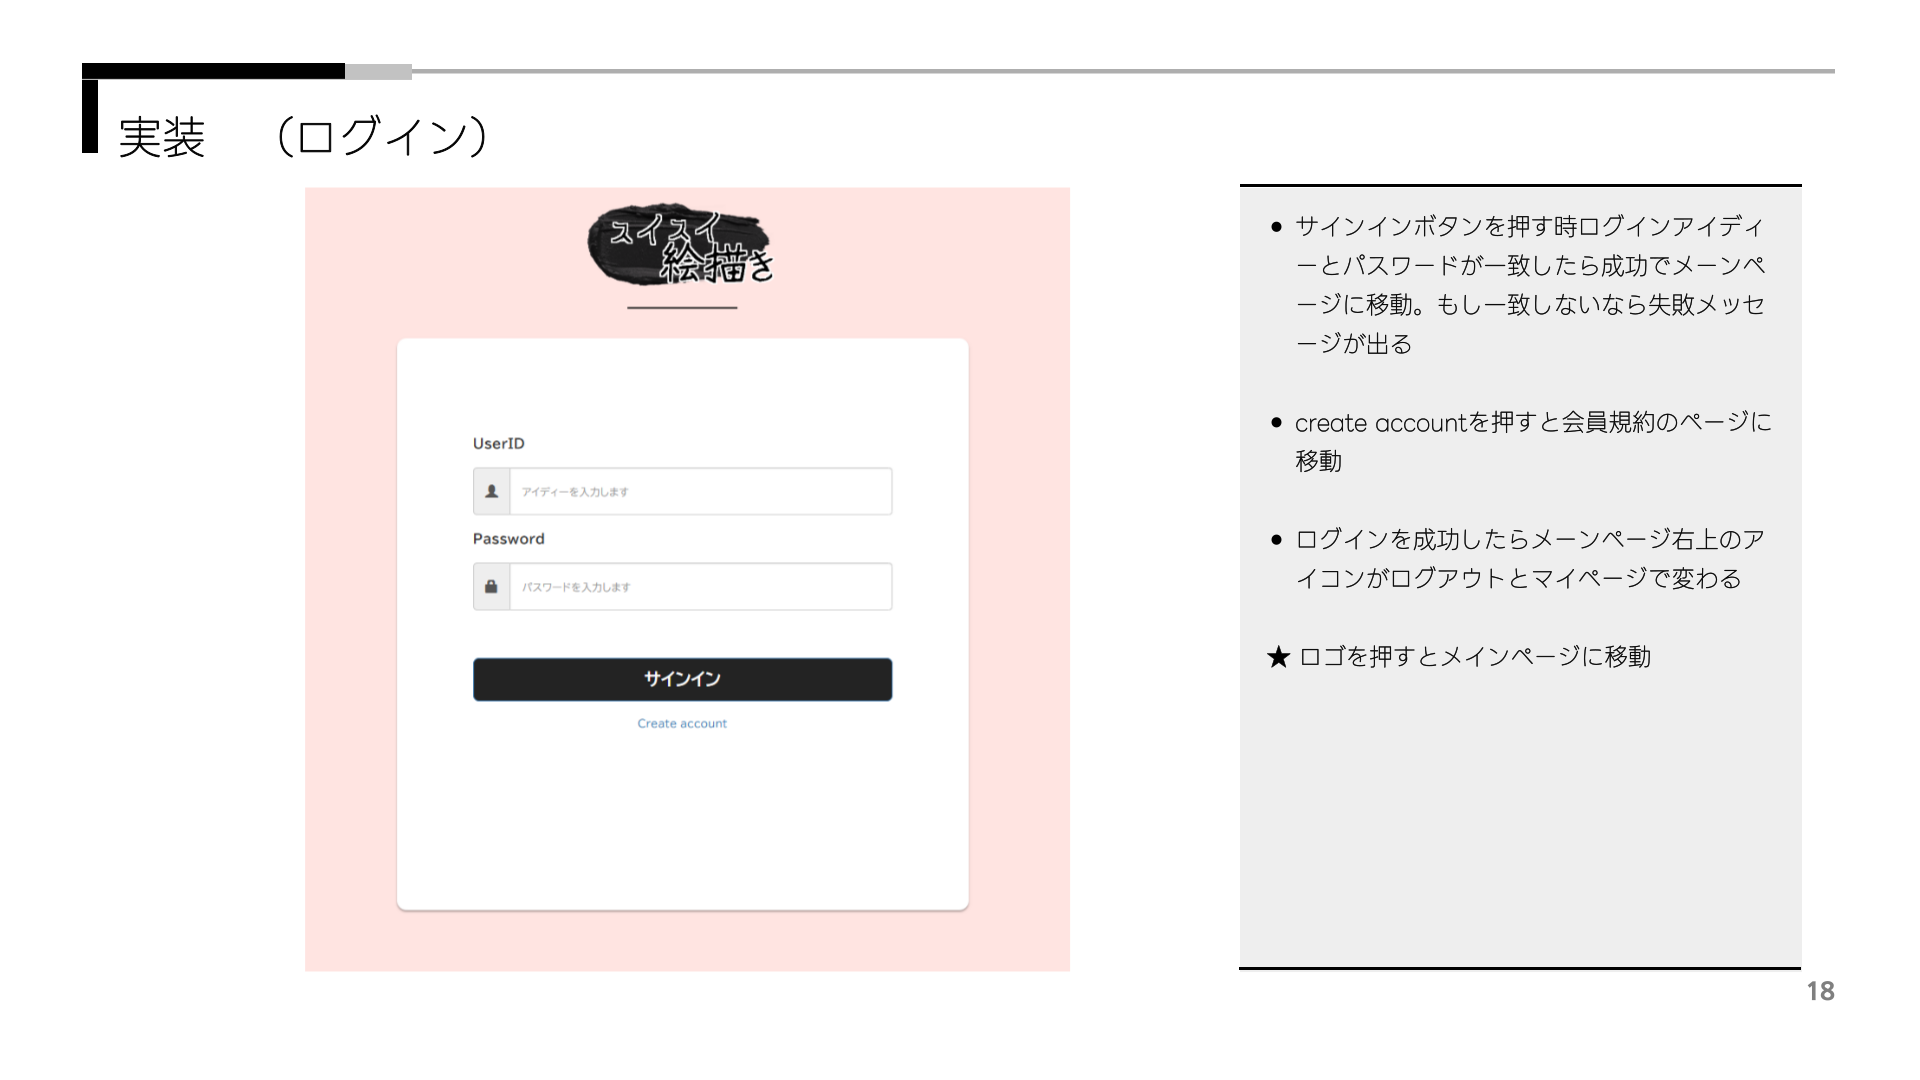 実装　（ログイン）
スイスイ
絵描き
UserID
アイディーを入力します
Password
パスワードを入力します
サインイン
Create account
● サインインボタンを押す時ログインアイディ
ーとパスワードが一致したら成功でメーンペ
ージに移動。もし一致しないなら失敗メッセ
ージが出る
● create accountを押すと会員規約のページに
移動
● ログインを成功したらメーンページ右上のア
イコンがログアウトとマイページで変わる
★ ロゴを押すとメインページに移動
18